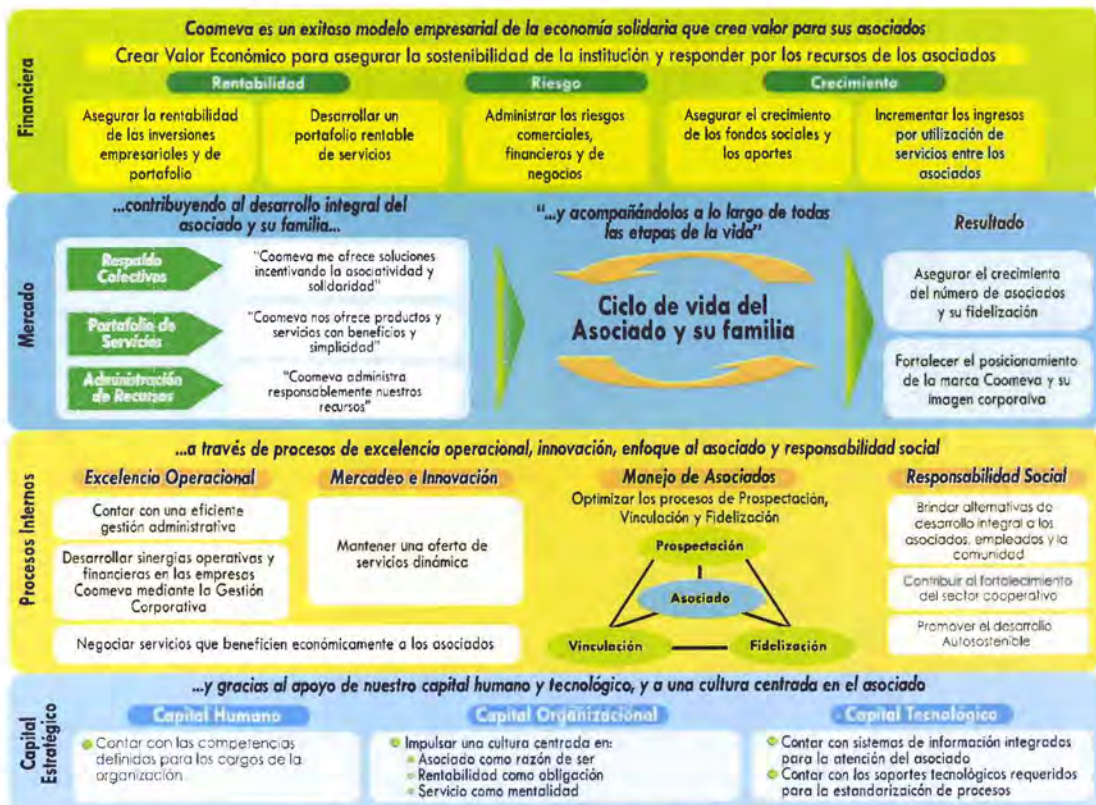 Coomeva es un exitoso modelo empresarial de la economía solidaria que crea valor para sus asociados
Crear Valor Económico para asegurar la sostenibilidad de la institución y responder por los recursos de los asociados
Financiera
Rentabilidad
Riesgo
Crecimiento
Asegurar la rentabilidad
de las inversiones
empresariales y de
portafolio
Desarrollar un
portafolio rentable
de servicios
Administrar los riesgos
comerciales,
financieros y de
negocios
Asegurar el crecimiento
de los fondos sociales y
los aportes
Incrementar los ingresos
por utilización de
servicios entre los
asociados
Mercado
...contribuyendo al desarrollo integral del
asociado y su familia...
"...y acompañándolos a lo largo de todas
las etapas de la vida"
Resultado
Respaldo
Colectivos
"Coomeva me ofrece soluciones
incentivando la asociatividad y
solidaridad"
Portafolio de
Servicios
"Coomeva nos ofrece productos y
servicios con beneficios y
simplicidad"
Administración
de Recursos
"Coomeva administra
responsablemente nuestros
recursos"
Ciclo de vida del
Asociado y su familia
Asegurar el crecimiento
del número de asociados
y su fidelización
Fortalecer el posicionamiento
de la marca Coomeva y su
imagen corporaiva
Procesos Internos
...a través de procesos de excelencia operacional, innovación, enfoque al asociado y responsabilidad social
Excelencia Operacional
Contar con una eficiente
gestión administrativa
Desarrollar sinergias operativas y
financieras en las empresas
Coomeva mediante la Gestión
Corporativa
Mercadeo e Innovación
Mantener una oferta de
servicios dinámica
Negociar servicios que beneficien económicamente a los asociados
Manejo de Asociados
Optimizar los procesos de Prospectación,
Vinculación y Fidelización
Prospectación
Asociado
Vinculación
Fidelización
Responsabilidad Social
Brindar alternativas de
desarrollo integral a los
asociados, empleados y la
comunidad
Contribuir al fortalecimiento
del sector cooperativo
Promover el desarrollo
Autosostenible
Capital
Estratégico
...y gracias al apoyo de nuestro capital humano y tecnológico, y a una cultura centrada en el asociado
Capital Humano
Contar con las competencias
definidas para los cargos de la
organización
Capital Organizacional
Impulsar una cultura centrada en:
Asociado como razón de ser
Rentabilidad como obligación
Servicio como mentalidad
Capital Tecnológico
Contar con sistemas de información integrados
para la atención del asociado
Contar con los soportes tecnológicos requeridos
para la estandarizaicón de procesos